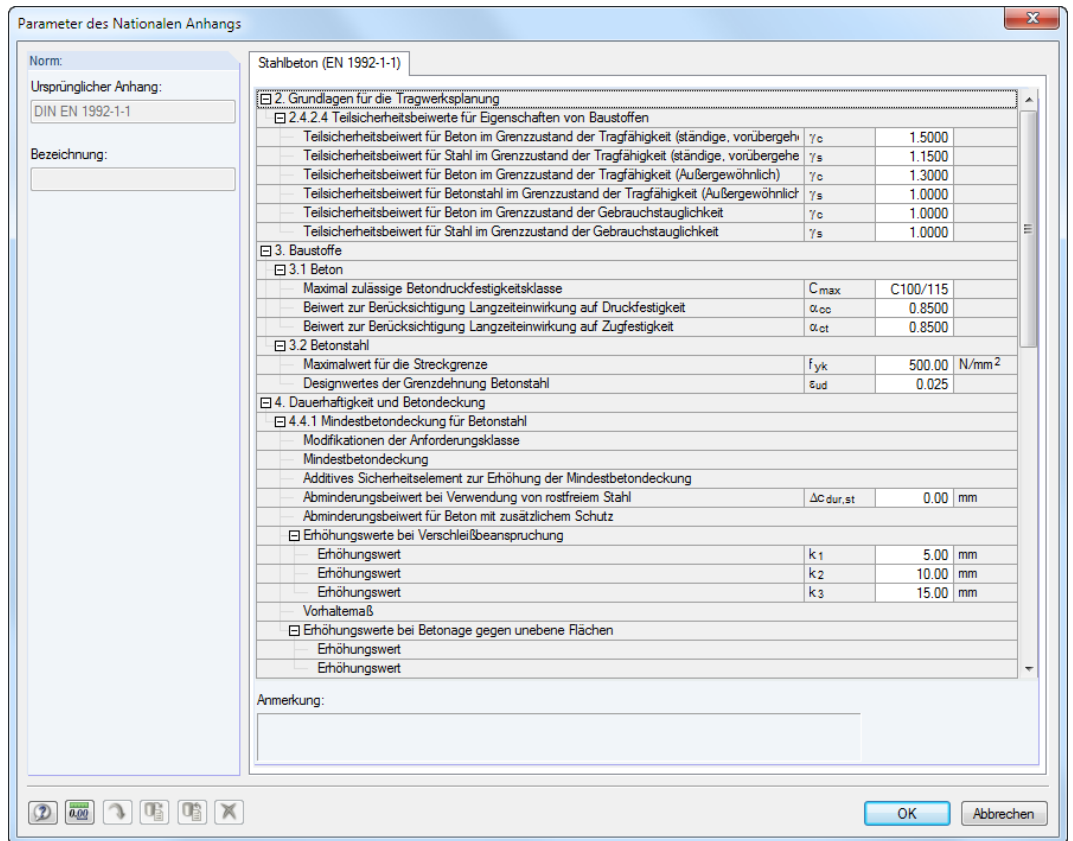 Parameter des Nationalen Anhangs
Norm:
Ursprünglicher Anhang:
DIN EN 1992-1-1
Bezeichnung:
Stahlbeton (EN 1992-1-1)
2. Grundlagen für die Tragwerksplanung
2.4.2.4 Teilsicherheitsbeiwerte für Eigenschaften von Baustoffen
Teilsicherheitsbeiwert für Beton im Grenzzustand der Tragfähigkeit (ständige, vorübergehe γc 1.5000
Teilsicherheitsbeiwert für Stahl im Grenzzustand der Tragfähigkeit (ständige, vorübergehe γs 1.1500
Teilsicherheitsbeiwert für Beton im Grenzzustand der Tragfähigkeit (Außergewöhnlich) γc 1.3000
Teilsicherheitsbeiwert für Betonstahl im Grenzzustand der Tragfähigkeit (Außergewöhnlich γs 1.0000
Teilsicherheitsbeiwert für Beton im Grenzzustand der Gebrauchstauglichkeit γc 1.0000
Teilsicherheitsbeiwert für Stahl im Grenzzustand der Gebrauchstauglichkeit γs 1.0000
3. Baustoffe
3.1 Beton
Maximal zulässige Betondruckfestigkeitsklasse Cmax C100/115
Beiwert zur Berücksichtigung Langzeiteinwirkung auf Druckfestigkeit αcc 0.8500
Beiwert zur Berücksichtigung Langzeiteinwirkung auf Zugfestigkeit αct 0.8500
3.2 Betonstahl
Maximalwert für die Streckgrenze fyk 500.00 N/mm2
Designwertes der Grenzdehnung Betonstahl εud 0.025
4. Dauerhaftigkeit und Betondeckung
4.4.1 Mindestbetondeckung für Betonstahl
Modifikationen der Anforderungsklasse
Mindestbetondeckung
Additives Sicherheitselement zur Erhöhung der Mindestbetondeckung
Abminderungsbeiwert bei Verwendung von rostfreiem Stahl Δcdur,st 0.00 mm
Abminderungsbeiwert für Beton mit zusätzlichem Schutz
Erhöhungswerte bei Verschleißbeanspruchung
Erhöhungswert k1 5.00 mm
Erhöhungswert k2 10.00 mm
Erhöhungswert k3 15.00 mm
Vorhaltemaß
Erhöhungswerte bei Betonage gegen unebene Flächen
Erhöhungswert
Erhöhungswert
Anmerkung:
0.00
OK
Abbrechen